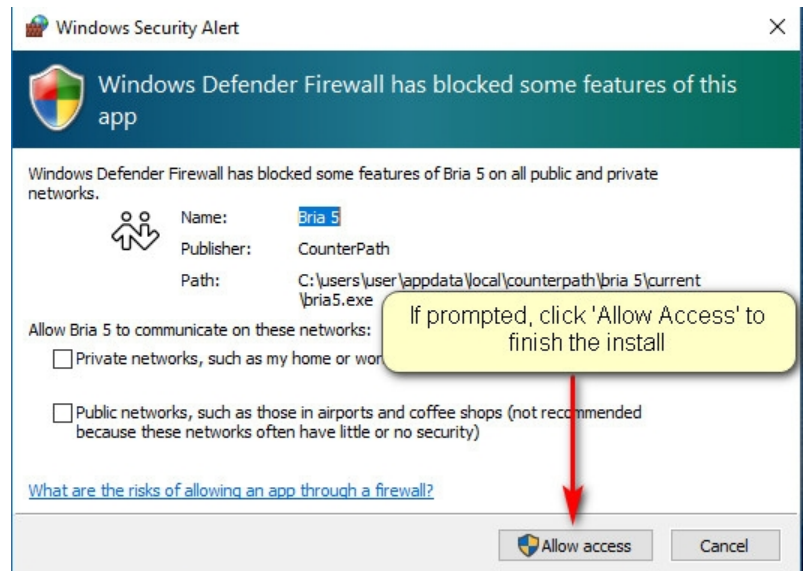 Windows Security Alert
Windows Defender Firewall has blocked some features of this
app
Windows Defender Firewall has blocked some features of Bria 5 on all public and private
networks.
Name: Bria 5
Publisher: CounterPath
Path: C:\users\user\appdata\local\counterpath\bria 5\current
\bria5.exe
If prompted, click 'Allow Access' to
finish the install
Allow Bria 5 to communicate on these networks:
Private networks, such as my home or
Public networks, such as those in airports and coffee shops (not recommended
because these networks often have little or no security)
What are the risks of allowing an app through a firewall?
Allow access
Cancel